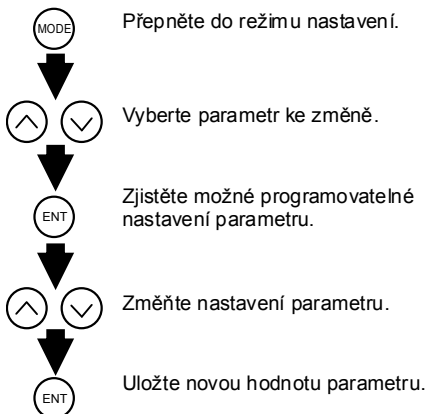 MODE
Přepněte do režimu nastavení.
Vyberte parametr ke změně.
ENT
Zjistěte možné programovatelné
nastavení parametru.
Změňte nastavení parametru.
ENT
Uložte novou hodnotu parametru.